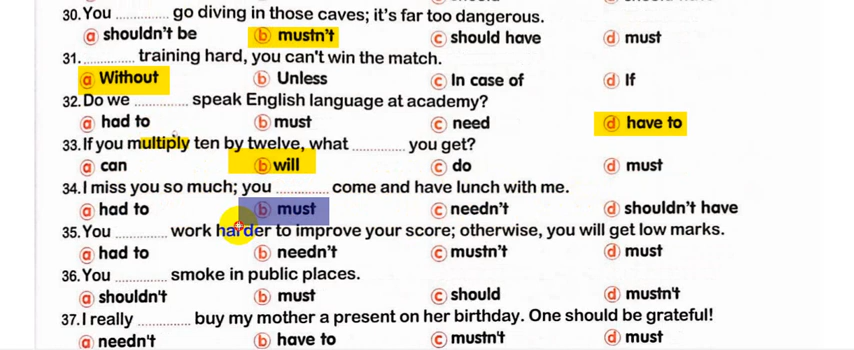 30. You ............ go diving in those caves; it's far too dangerous.
ⓐ shouldn't be ⓑ mustn't ⓒ should have ⓓ must
31. ............ training hard, you can't win the match.
ⓐ Without ⓑ Unless ⓒ In case of ⓓ If
32. Do we ............ speak English language at academy?
ⓐ had to ⓑ must ⓒ need ⓓ have to
33. If you multiply ten by twelve, what ............ you get?
ⓐ can ⓑ will ⓒ do ⓓ must
34. I miss you so much; you ............ come and have lunch with me.
ⓐ had to ⓑ must ⓒ needn't ⓓ shouldn't have
35. You ............ work harder to improve your score; otherwise, you will get low marks.
ⓐ had to ⓑ needn't ⓒ mustn't ⓓ must
36. You ............ smoke in public places.
ⓐ shouldn't ⓑ must ⓒ should ⓓ mustn't
37. I really ............ buy my mother a present on her birthday. One should be grateful!
ⓐ needn't ⓑ have to ⓒ mustn't ⓓ must